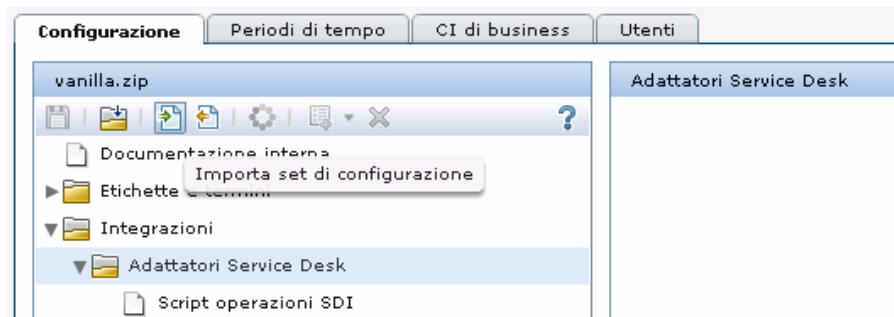 Configurazione Periodi di tempo CI di business Utenti
vanilla.zip Adattatori Service Desk
?
Documentazione interna
Importa set di configurazione
Etichette e termini
Integrazioni
Adattatori Service Desk
Script operazioni SDI